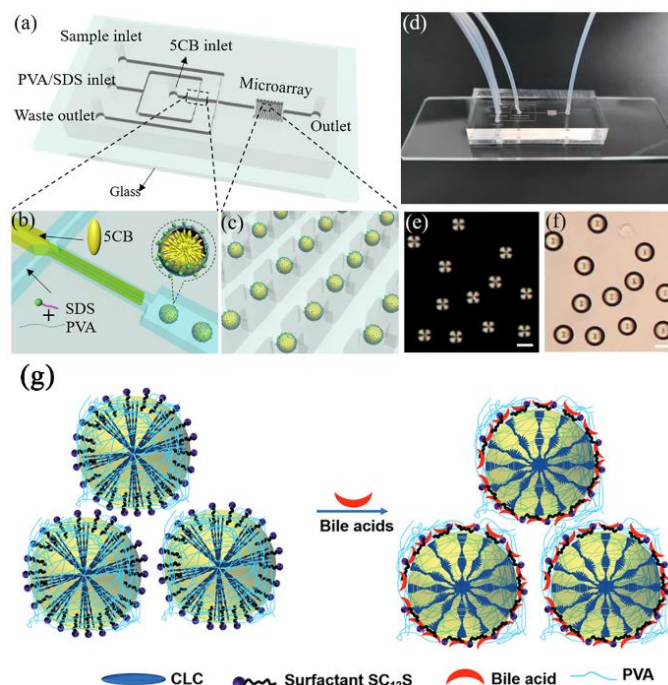 (a)
Sample inlet
5CB inlet
PVA/SDS inlet
Microarray
Waste outlet
Outlet
Glass
(b)
5CB
SDS
+
PVA
(c)
(d)
(e)
(f)
(g)
Bile acids
CLC
Surfactant SC₁₂S
Bile acid
PVA